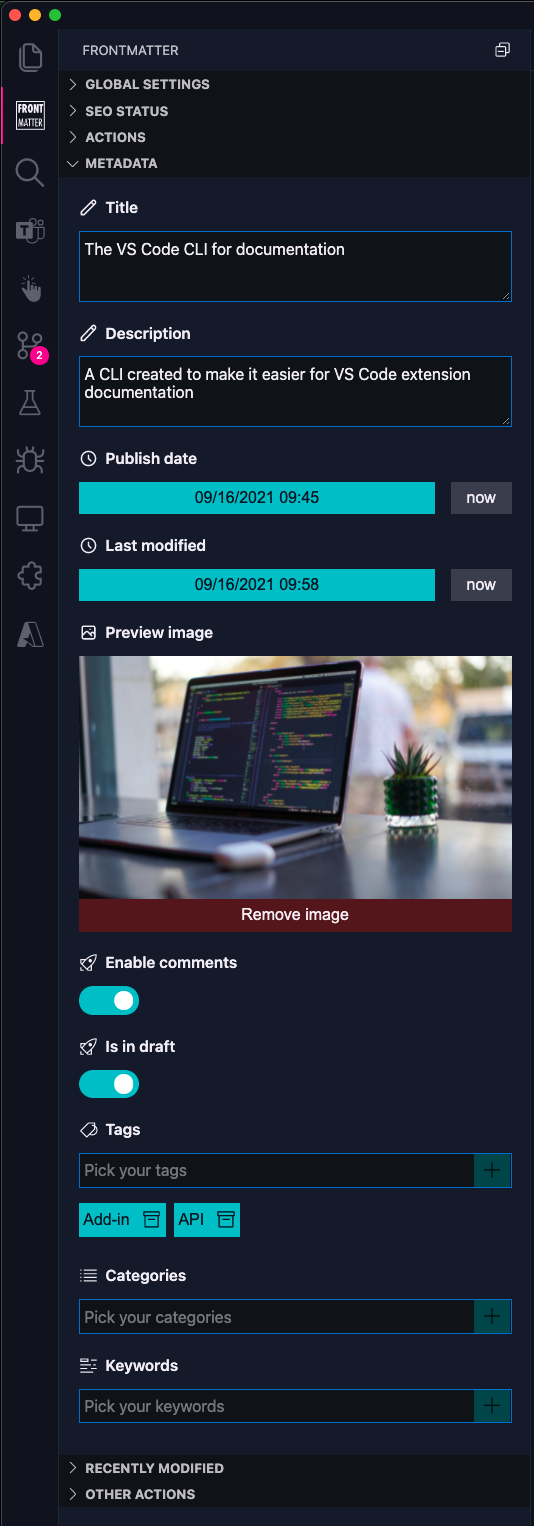 FRONTMATTER
GLOBAL SETTINGS
SEO STATUS
ACTIONS
METADATA
FRONT
MATTER
T
2
Title
The VS Code CLI for documentation
Description
A CLI created to make it easier for VS Code extension
documentation
Publish date
09/16/2021 09:45
now
Last modified
09/16/2021 09:58
now
Preview image
Remove image
Enable comments
Is in draft
Tags
Pick your tags
Add-in
API
Categories
Pick your categories
Keywords
Pick your keywords
RECENTLY MODIFIED
OTHER ACTIONS